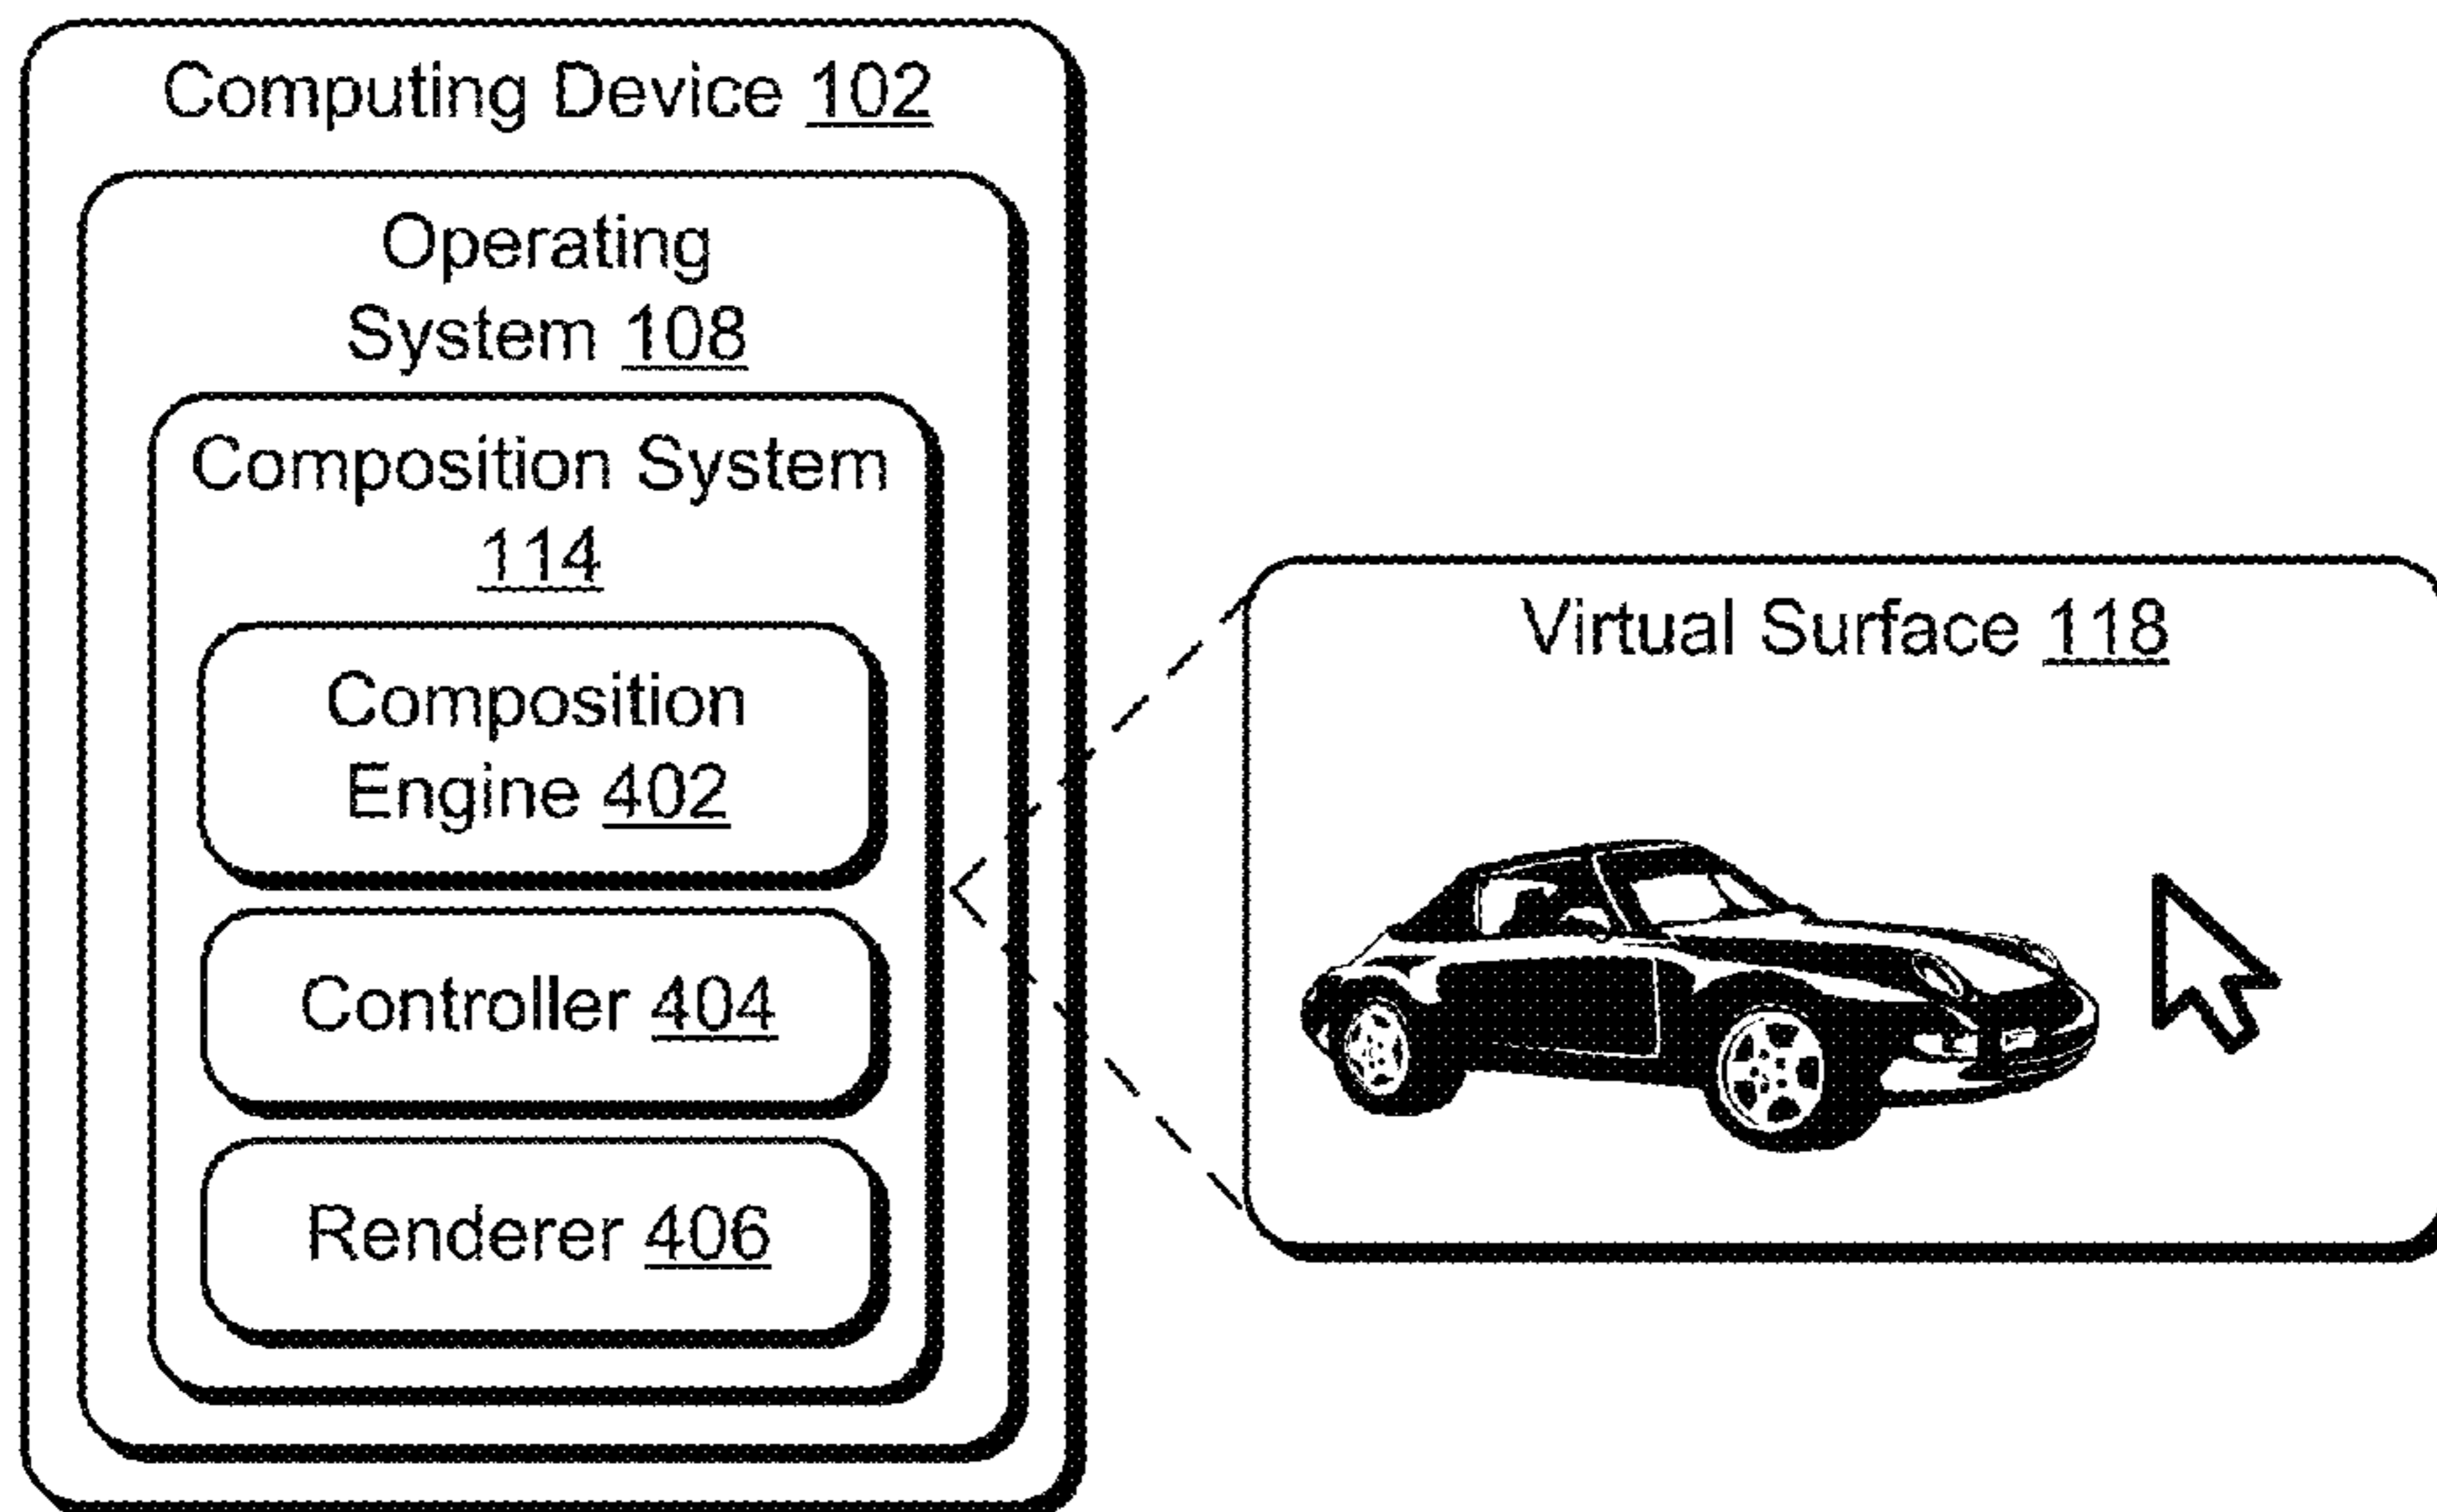 Computing Device 102
Operating
System 108
Composition System
114
Composition
Engine 402
Controller 404
Renderer 406
Virtual Surface 118